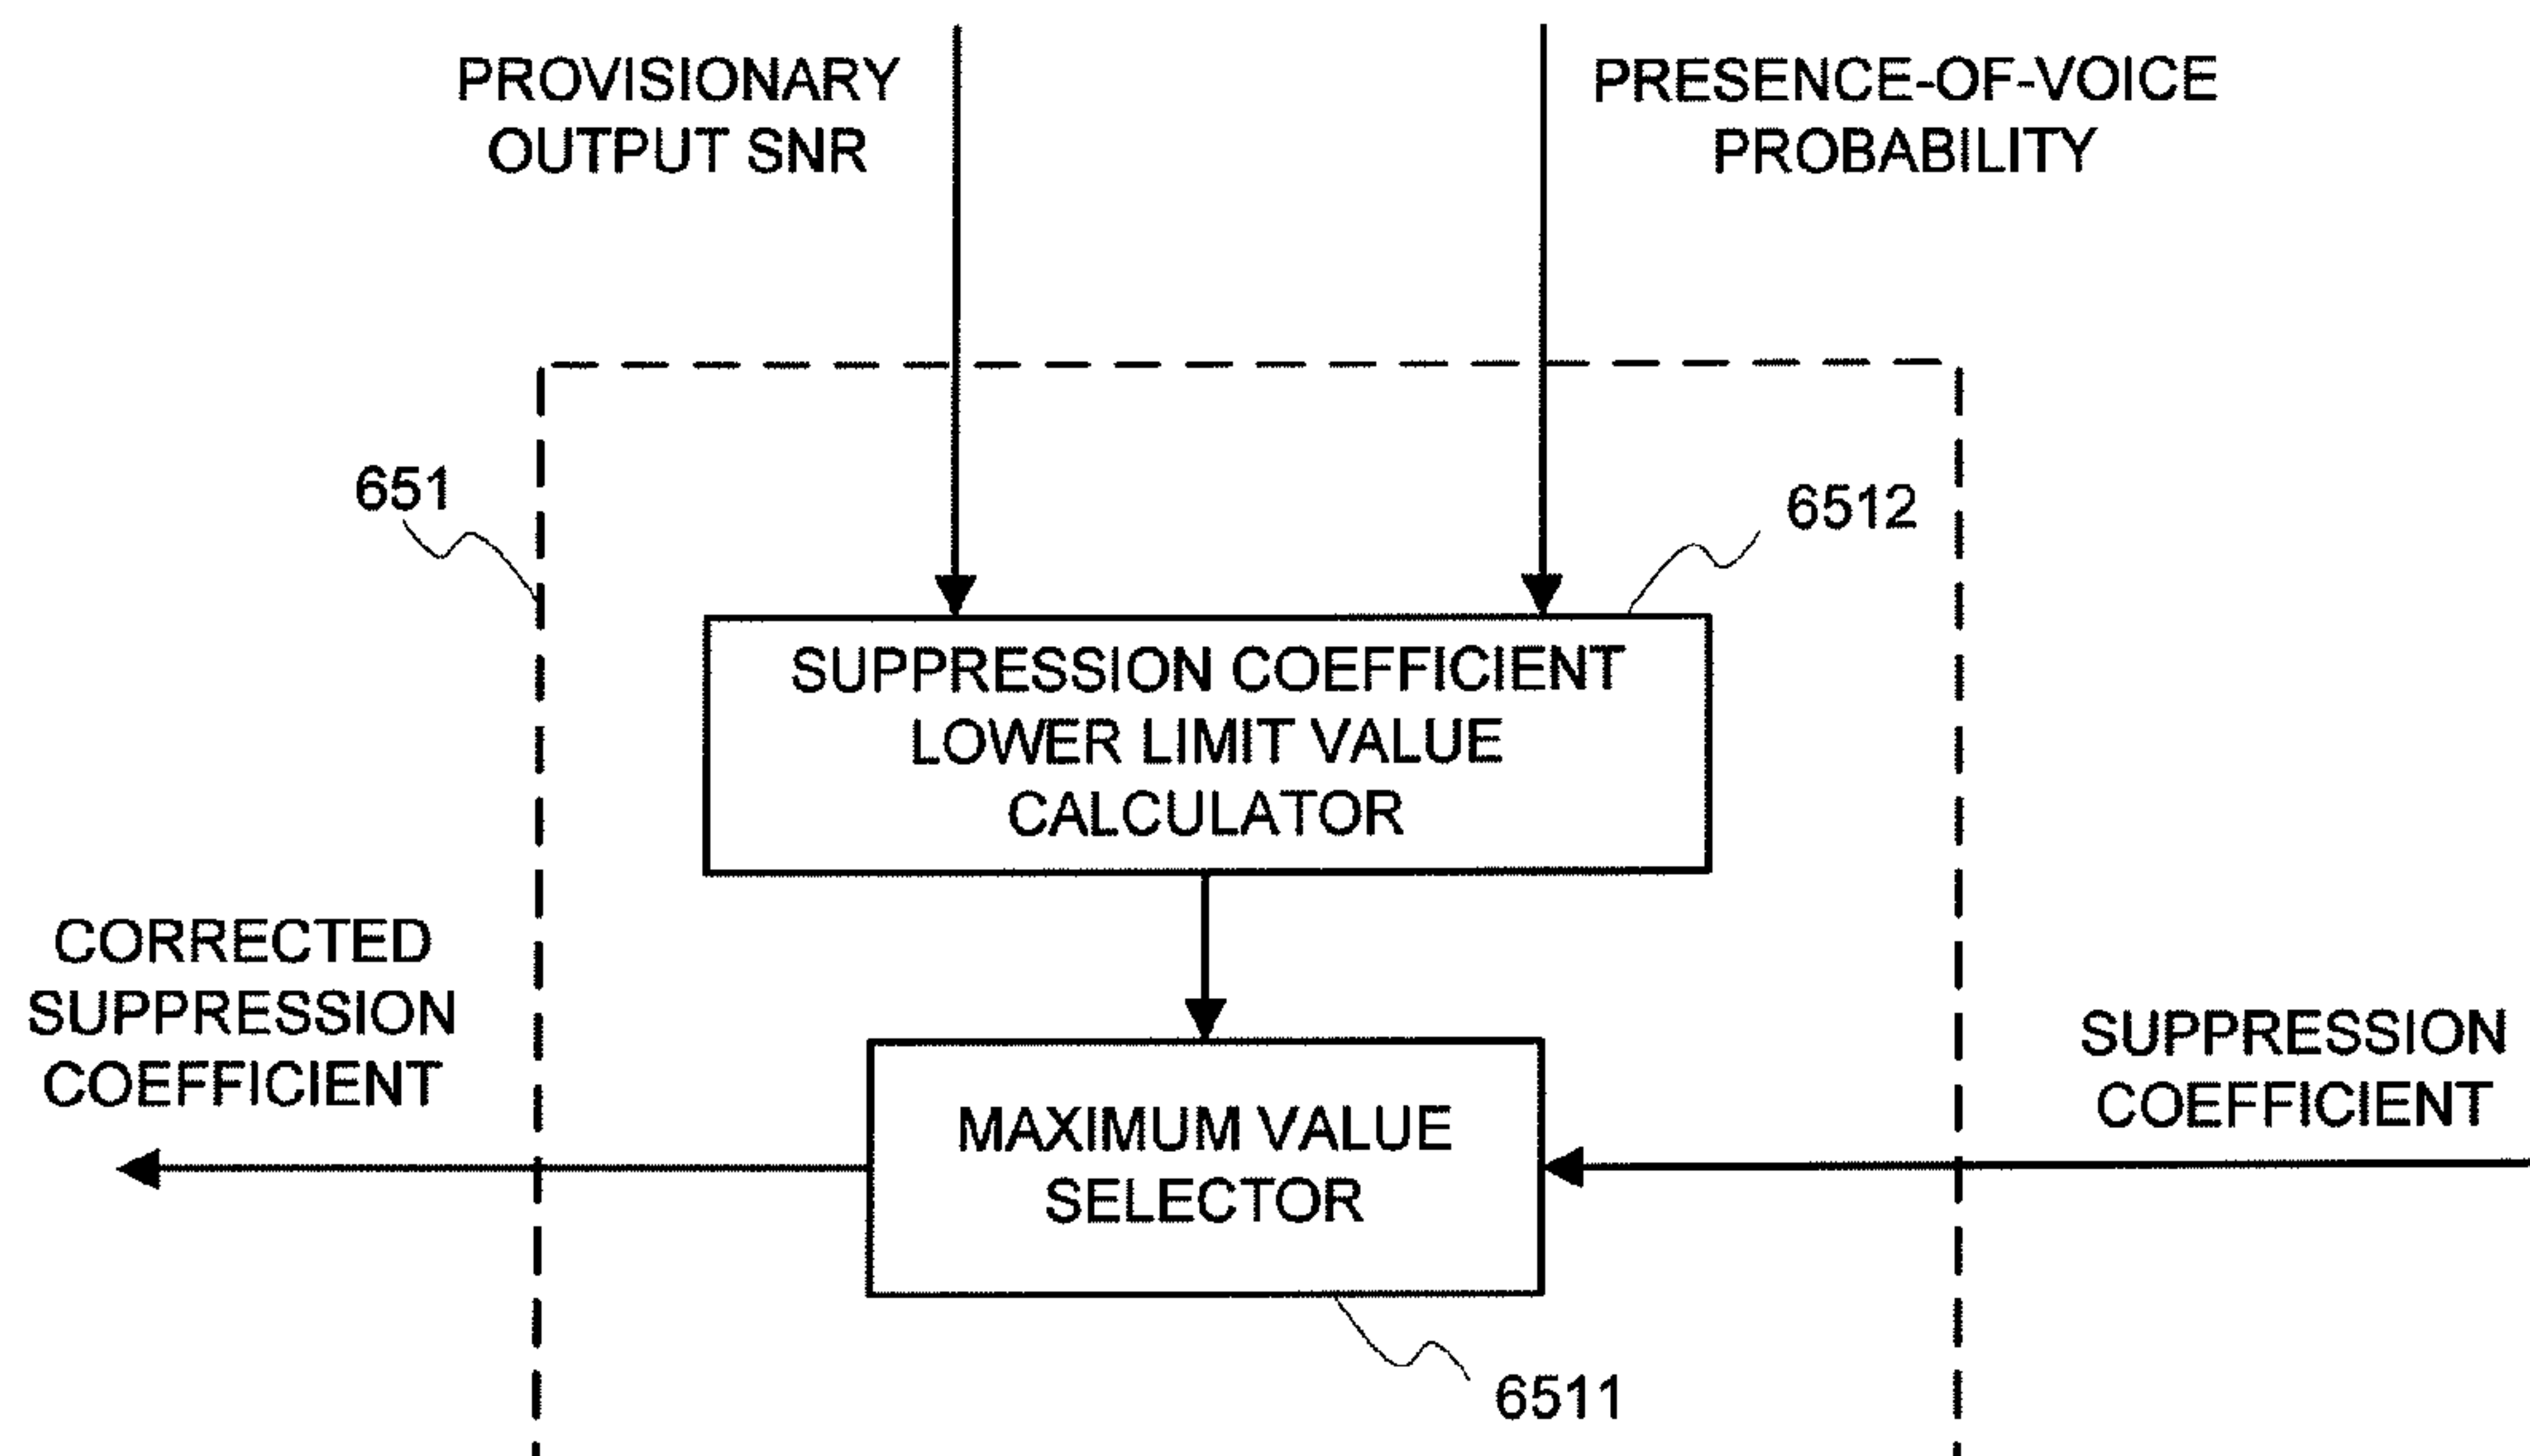 PROVISIONARY
OUTPUT SNR
PRESENCE-OF-VOICE
PROBABILITY
651
6512
SUPPRESSION COEFFICIENT
LOWER LIMIT VALUE
CALCULATOR
CORRECTED
SUPPRESSION
COEFFICIENT
MAXIMUM VALUE
SELECTOR
SUPPRESSION
COEFFICIENT
6511